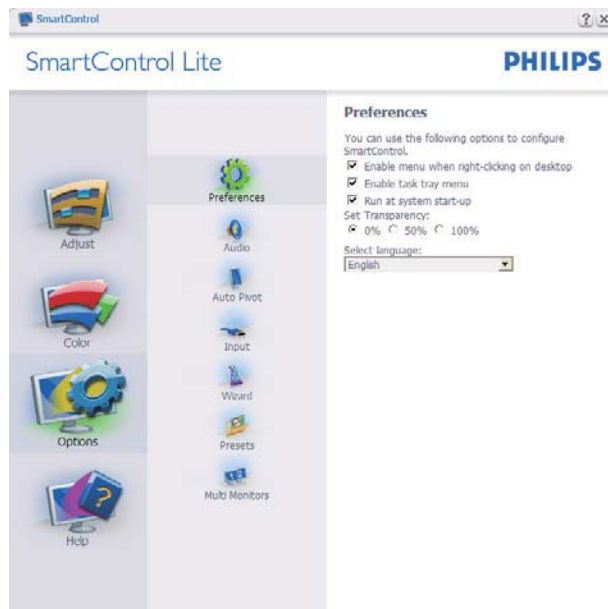 SmartControl
SmartControl Lite
PHILIPS
Adjust
Color
Options
Help
Preferences
Audio
Auto Pivot
Input
Wizard
Presets
Multi Monitors
Preferences
You can use the following options to configure
SmartControl.
Enable menu when right-clicking on desktop
Enable task tray menu
Run at system start-up
Set Transparency:
0% 50% 100%
Select language:
English